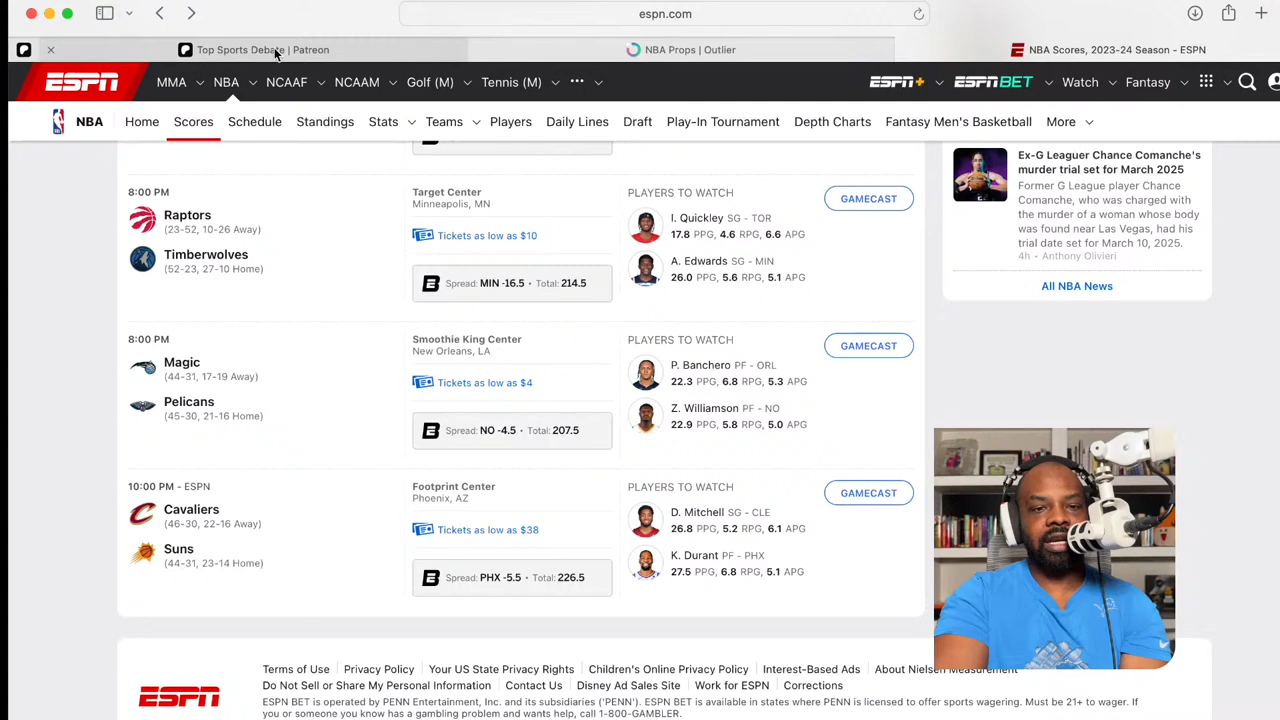 espn.com
Top Sports Debate | Patreon
NBA Props | Outlier
NBA Scores, 2023-24 Season - ESPN
ESPN
MMA NBA NCAAF NCAAM Golf (M) Tennis (M) ••• ESPN+ ESPNBET Watch Fantasy
NBA Home Scores Schedule Standings Stats Teams Players Daily Lines Draft Play-In Tournament Depth Charts Fantasy Men's Basketball More
8:00 PM
Raptors
(23-52, 10-26 Away)
Timberwolves
(52-23, 27-10 Home)
Target Center
Minneapolis, MN
Tickets as low as $10
Spread: MIN -16.5 • Total: 214.5
PLAYERS TO WATCH
I. Quickley SG - TOR
17.8 PPG, 4.6 RPG, 6.6 APG
A. Edwards SG - MIN
26.0 PPG, 5.6 RPG, 5.1 APG
GAMECAST
8:00 PM
Magic
(44-31, 17-19 Away)
Pelicans
(45-30, 21-16 Home)
Smoothie King Center
New Orleans, LA
Tickets as low as $4
Spread: NO -4.5 • Total: 207.5
PLAYERS TO WATCH
P. Banchero PF - ORL
22.3 PPG, 6.8 RPG, 5.3 APG
Z. Williamson PF - NO
22.9 PPG, 5.8 RPG, 5.0 APG
GAMECAST
10:00 PM - ESPN
Cavaliers
(46-30, 22-16 Away)
Suns
(44-31, 23-14 Home)
Footprint Center
Phoenix, AZ
Tickets as low as $38
Spread: PHX -5.5 • Total: 226.5
PLAYERS TO WATCH
D. Mitchell SG - CLE
26.8 PPG, 5.2 RPG, 6.1 APG
K. Durant PF - PHX
27.5 PPG, 6.8 RPG, 5.1 APG
GAMECAST
Ex-G Leaguer Chance Comanche's
murder trial set for March 2025
Former G League player Chance
Comanche, who was charged with
the murder of a woman whose body
was found near Las Vegas, had his
trial date set for March 10, 2025.
4h • Anthony Olivieri
All NBA News
ESPN
Terms of Use Privacy Policy Your US State Privacy Rights Children's Online Privacy Policy Interest-Based Ads About Nielsen Measurement
Do Not Sell or Share My Personal Information Contact Us Disney Ad Sales Site Work for ESPN Corrections
ESPN BET is operated by PENN Entertainment, Inc. and its subsidiaries ('PENN'). ESPN BET is available in states where PENN is licensed to offer sports wagering. Must be 21+ to wager. If
you or someone you know has a gambling problem and wants help, call 1-800-GAMBLER.